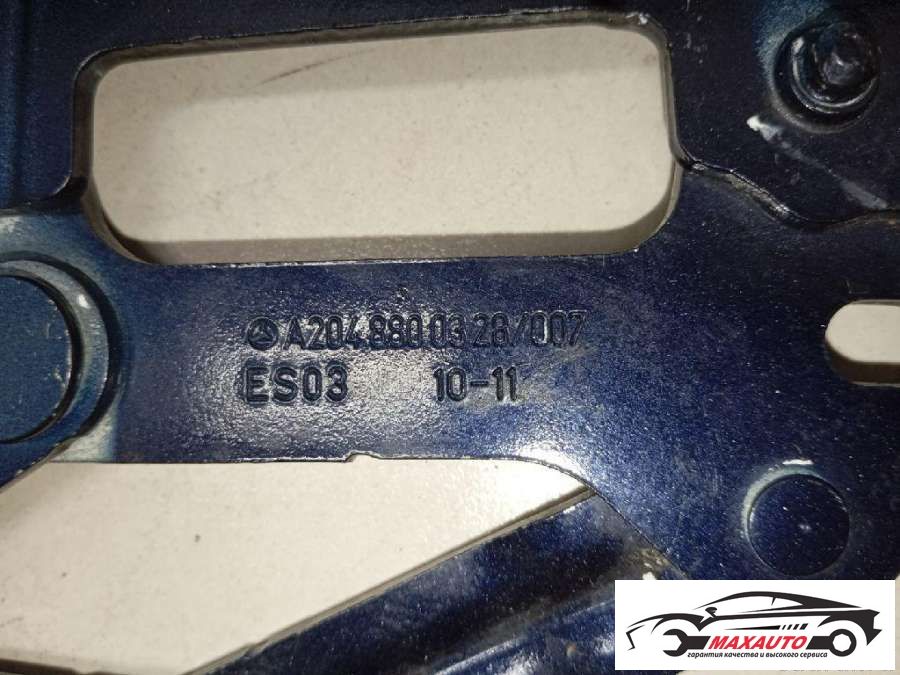 A204 880 03 28/007
ES03 10-11
MAXAUTO
гарантия качества и высокого сервиса